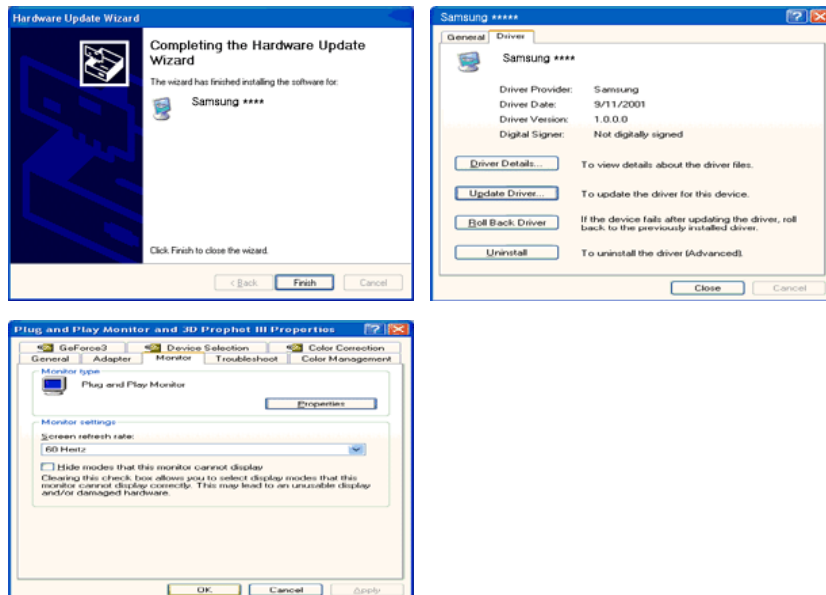 Hardware Update Wizard
Completing the Hardware Update
Wizard
The wizard has finished installing the software for:
Samsung ****
Click Finish to close the wizard.
< Back
Finish
Cancel
Samsung *****
General
Driver
Samsung ****
Driver Provider: Samsung
Driver Date: 9/11/2001
Driver Version: 1.0.0.0
Digital Signer: Not digitally signed
Driver Details...
To view details about the driver files.
Update Driver...
To update the driver for this device.
Roll Back Driver
If the device fails after updating the driver, roll
back to the previously installed driver.
Uninstall
To uninstall the driver (Advanced).
Close
Cancel
Plug and Play Monitor and 3D Prophet III Properties
GeForce3
Device Selection
Color Correction
General
Adapter
Monitor
Troubleshoot
Color Management
Monitor type
Plug and Play Monitor
Properties
Monitor settings
Screen refresh rate:
60 Hertz
Hide modes that this monitor cannot display
Clearing this check box allows you to select display modes that this
monitor cannot display correctly. This may lead to an unusable display
and/or damaged hardware.
OK
Cancel
Apply